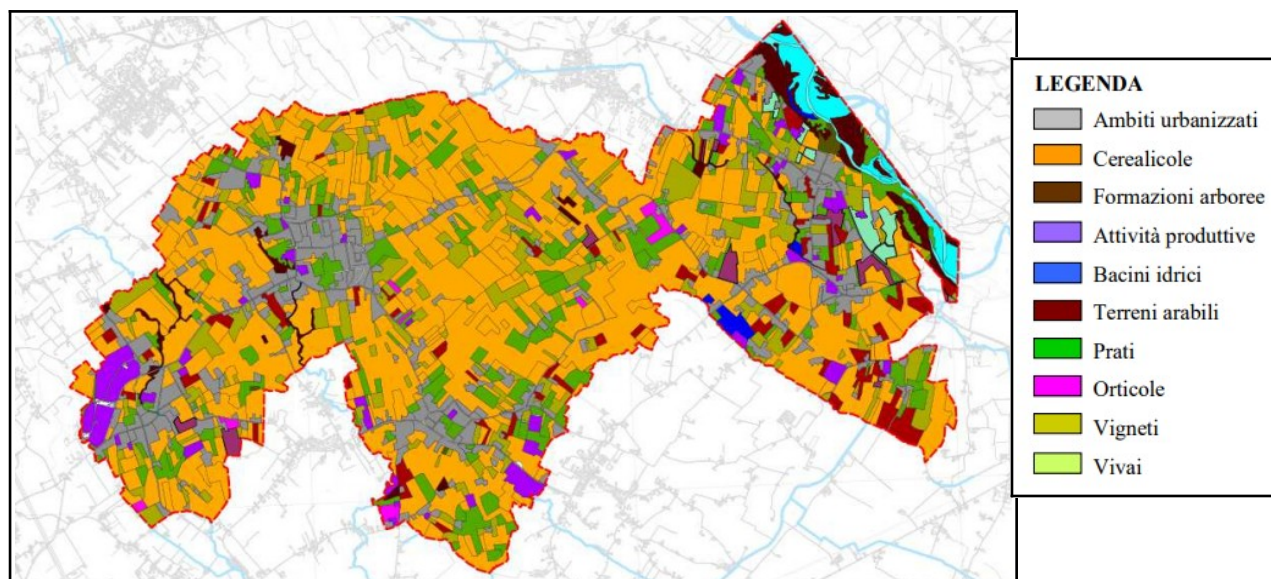 LEGENDA
Ambiti urbanizzati
Cerealicole
Formazioni arboree
Attività produttive
Bacini idrici
Terreni arabili
Prati
Orticole
Vigneti
Vivai